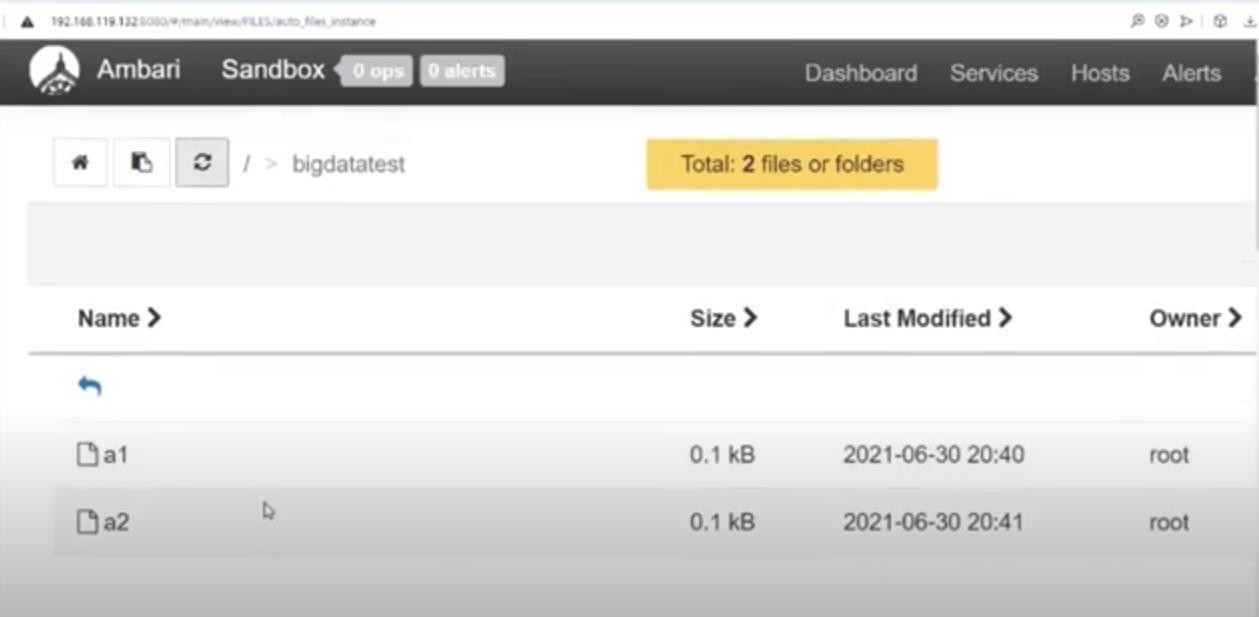 192.168.119.132:8080/#/main/view/FILES/auto_files_instance
Ambari Sandbox 0 ops 0 alerts Dashboard Services Hosts Alerts
/ > bigdatatest Total: 2 files or folders
Name Size Last Modified Owner
a1 0.1 kB 2021-06-30 20:40 root
a2 0.1 kB 2021-06-30 20:41 root